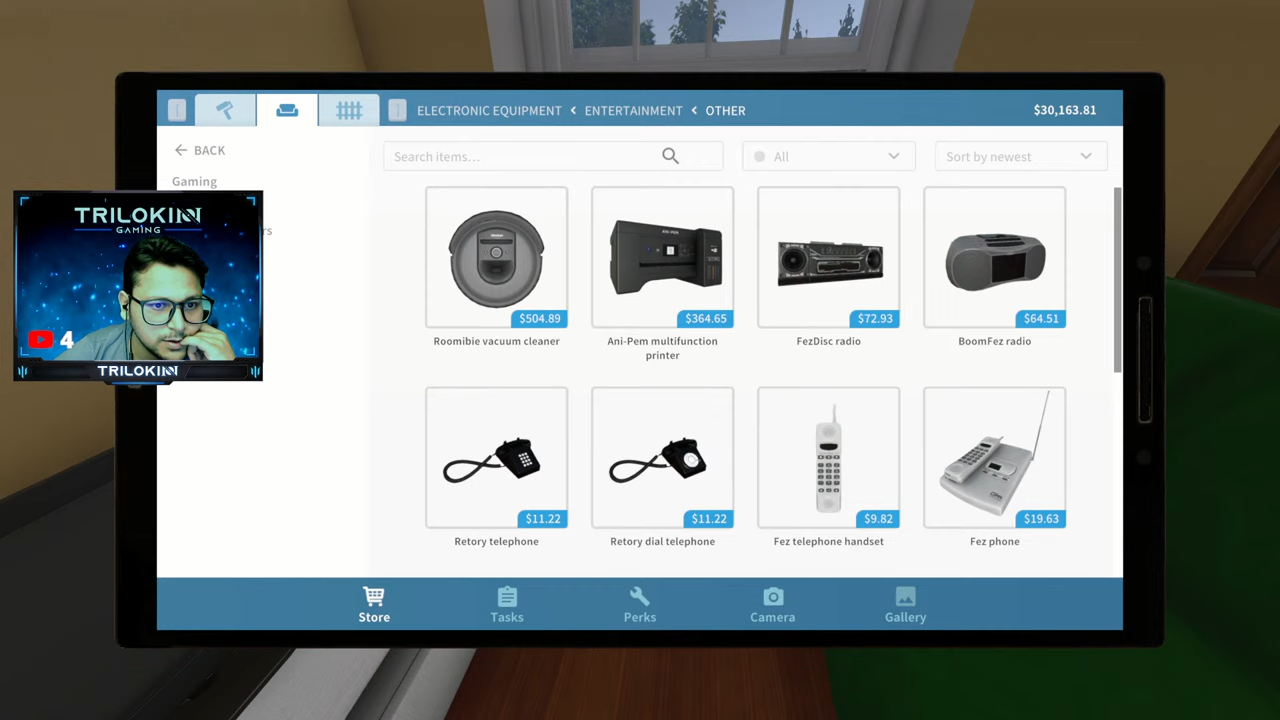 ELECTRONIC EQUIPMENT < ENTERTAINMENT < OTHER
$30,163.81
BACK
Search items...
All
Sort by newest
Gaming
rs
TRILOKIN
GAMING
4
TRILOKIN
$504.89
$364.65
$72.93
$64.51
Roomibie vacuum cleaner
Ani-Pem multifunction
printer
FezDisc radio
BoomFez radio
$11.22
$11.22
$9.82
$19.63
Retory telephone
Retory dial telephone
Fez telephone handset
Fez phone
Store
Tasks
Perks
Camera
Gallery